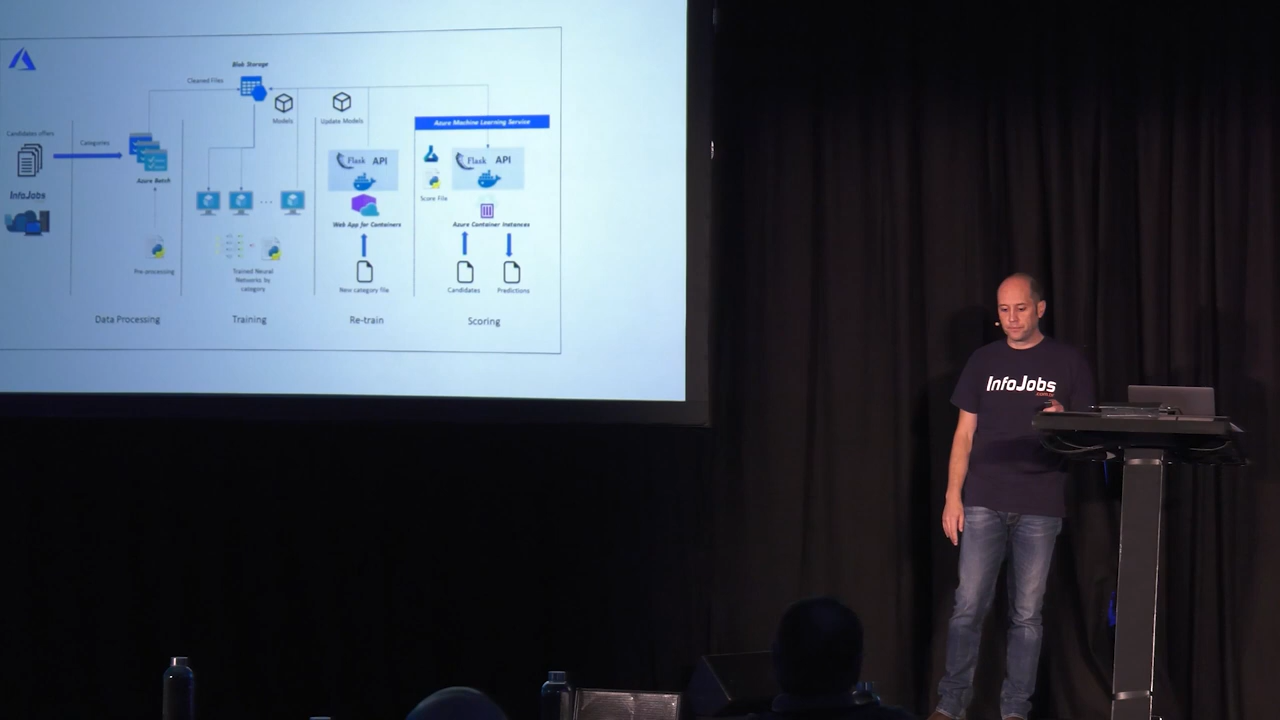 Blob Storage
Cleaned Files
Models
Update Models
Azure Machine Learning Service
Candidates offers
Categories
InfoJobs
Azure Batch
Flask API
Flask API
Score File
Web App for Containers
Azure Container Instances
Pre-processing
Trained Neural
Networks by
category
New category file
Candidates
Predictions
Data Processing
Training
Re-train
Scoring
InfoJobs
.com.br